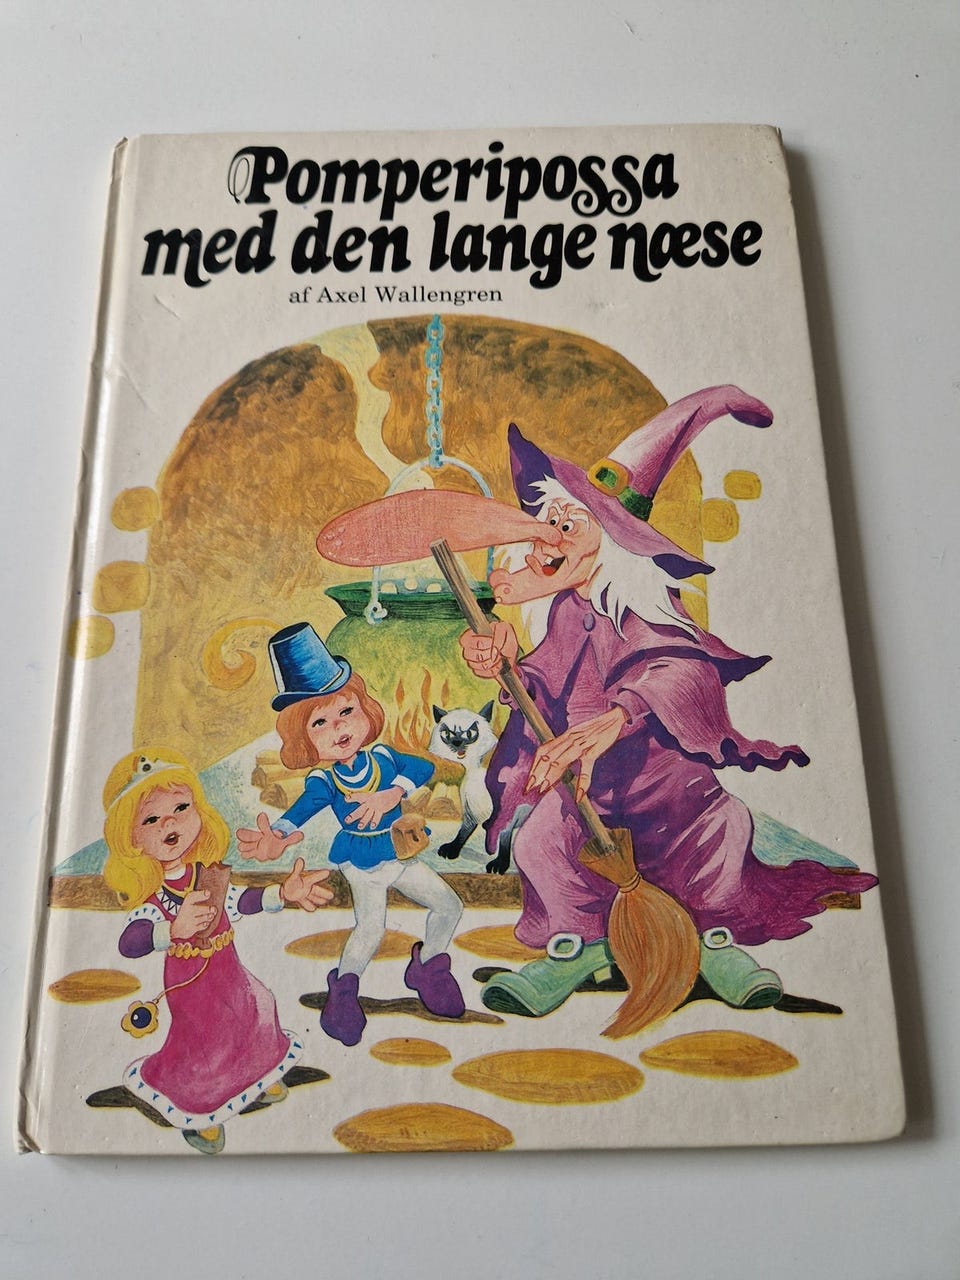 Pomperipossa
med den lange næse
af Axel Wallengren